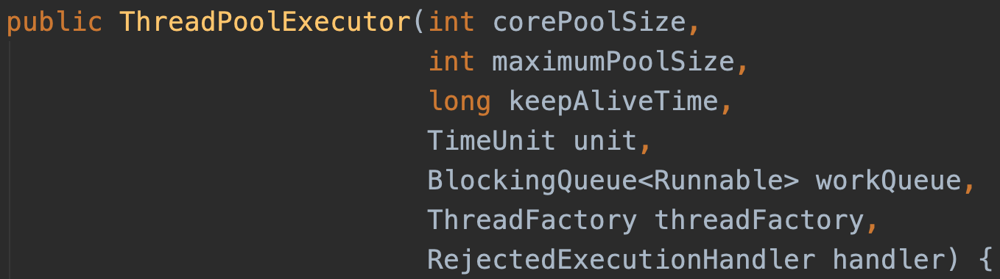 public ThreadPoolExecutor(int corePoolSize,
int maximumPoolSize,
long keepAliveTime,
TimeUnit unit,
BlockingQueue<Runnable> workQueue,
ThreadFactory threadFactory,
RejectedExecutionHandler handler) {